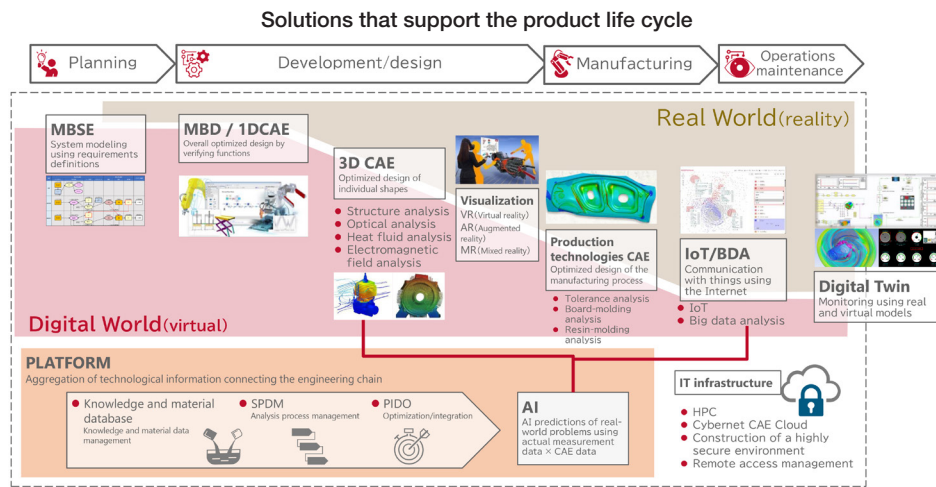 Solutions that support the product life cycle
Planning
Development/design
Manufacturing
Operations
maintenance
Real World(reality)
MBSE
System modeling
using requirements
definitions
MBD / 1DCAE
Overall optimized design by
verifying functions
3D CAE
Optimized design of
individual shapes
Structure analysis
Optical analysis
Heat fluid analysis
Electromagnetic
field analysis
Visualization
VR(Virtual reality)
AR(Augmented
reality)
MR(Mixed reality)
Production
technologies CAE
Optimized design of the
manufacturing process
Tolerance analysis
Board-molding
analysis
Resin-molding
analysis
IoT/BDA
Communication
with things using
the Internet
IoT
Big data analysis
Digital Twin
Monitoring using real
and virtual models
Digital World(virtual)
PLATFORM
Aggregation of technological information connecting the engineering chain
Knowledge and material
database
Knowledge and material data
management
SPDM
Analysis process management
PIDO
Optimization/integration
AI
AI predictions of real-
world problems using
actual measurement
data × CAE data
IT infrastructure
HPC
Cybernet CAE Cloud
Construction of a highly
secure environment
Remote access management